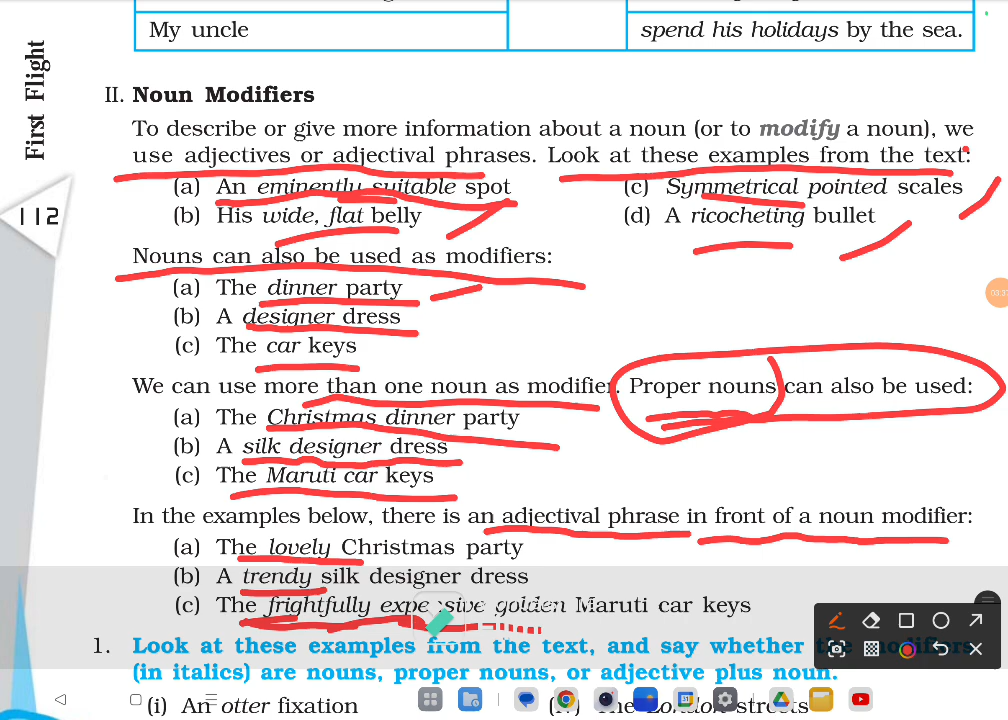 My uncle
spend his holidays by the sea.
First Flight
II. Noun Modifiers
To describe or give more information about a noun (or to modify a noun), we
use adjectives or adjectival phrases. Look at these examples from the text:
(a) An eminently suitable spot
(c) Symmetrical pointed scales
(b) His wide, flat belly
(d) A ricocheting bullet
112
Nouns can also be used as modifiers:
(a) The dinner party
(b) A designer dress
(c) The car keys
We can use more than one noun as modifier. Proper nouns can also be used:
(a) The Christmas dinner party
(b) A silk designer dress
(c) The Maruti car keys
In the examples below, there is an adjectival phrase in front of a noun modifier:
(a) The lovely Christmas party
(b) A trendy silk designer dress
(c) The frightfully expensive golden Maruti car keys
1. Look at these examples from the text, and say whether the modifiers
(in italics) are nouns, proper nouns, or adjective plus noun.
(i) An otter fixation
The London streets